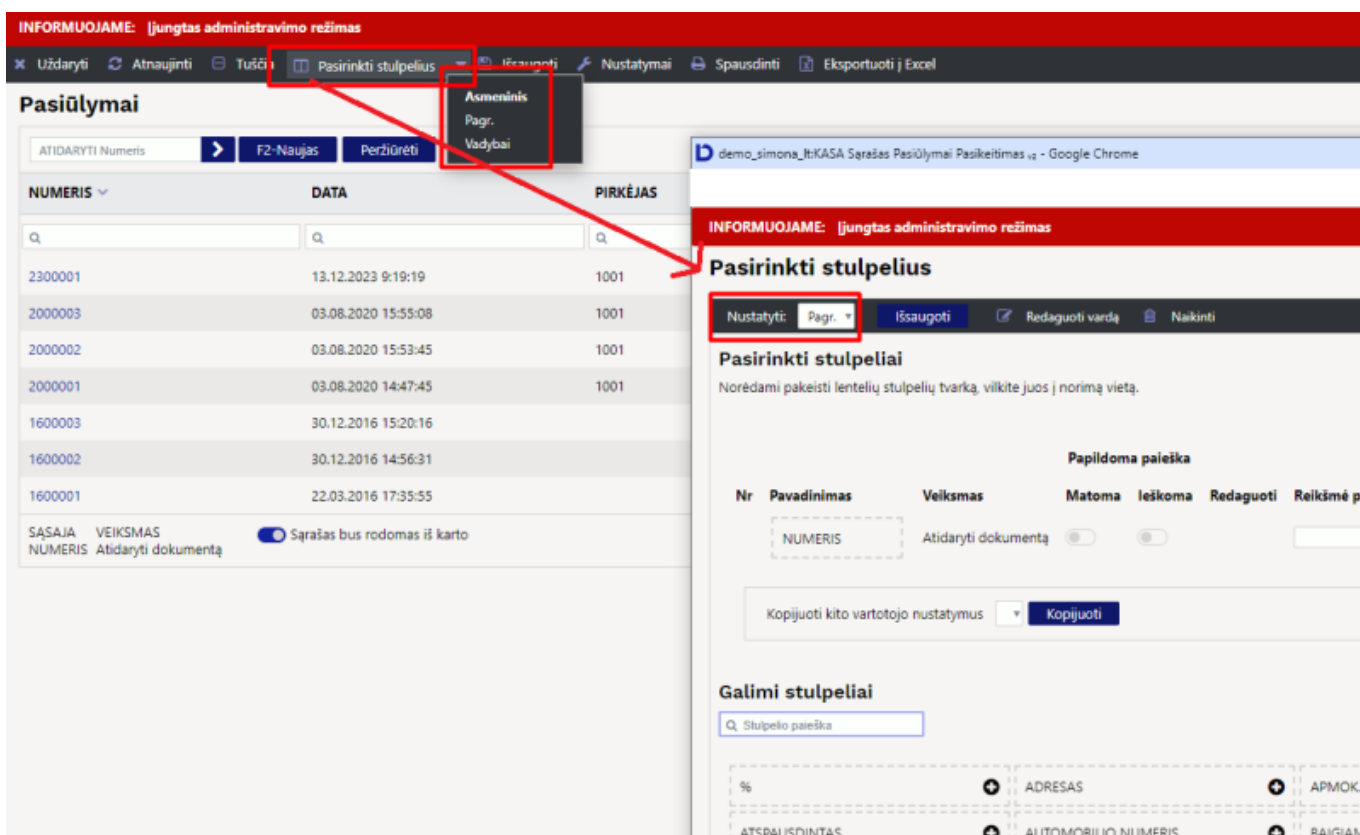 INFORMUOJAME: Įjungtas administravimo režimas
Uždaryti Atnaujinti Pasirinkti stulpelius Išsaugoti Nustatymai Spausdinti Eksportuoti į Excel
Asmeninis
Pagr.
Vadybai
Pasiūlymai
ATIDARYTI Numeris F2-Naujas Peržiūrėti
NUMERIS DATA PIRKĖJAS
2300001 13.12.2023 9:19:19 1001
2000003 03.08.2020 15:55:08 1001
2000002 03.08.2020 15:53:45 1001
2000001 03.08.2020 14:47:45 1001
1600003 30.12.2016 15:20:16
1600002 30.12.2016 14:56:31
1600001 22.03.2016 17:35:55
SĄSAJA VEIKSMAS
NUMERIS Atidaryti dokumentą
Sąrašas bus rodomas iš karto
demo_simona_lt:KASA Sąrašas Pasiūlymai Pasikeitimas v2 - Google Chrome
INFORMUOJAME: Įjungtas administravimo režimas
Pasirinkti stulpelius
Nustatyti: Pagr. Išsaugoti Redaguoti vardą Naikinti
Pasirinkti stulpeliai
Norėdami pakeisti lentelių stulpelių tvarką, vilkite juos į norimą vietą.
Papildoma paieška
Nr Pavadinimas Veiksmas Matoma Ieškoma Redaguoti Reikšmė p
NUMERIS Atidaryti dokumentą
Kopijuoti kito vartotojo nustatymus Kopijuoti
Galimi stulpeliai
Stulpelio paieška
% ADRESAS APMOK
ATSPAUSDINTAS AUTOMOBILIO NUMERIS